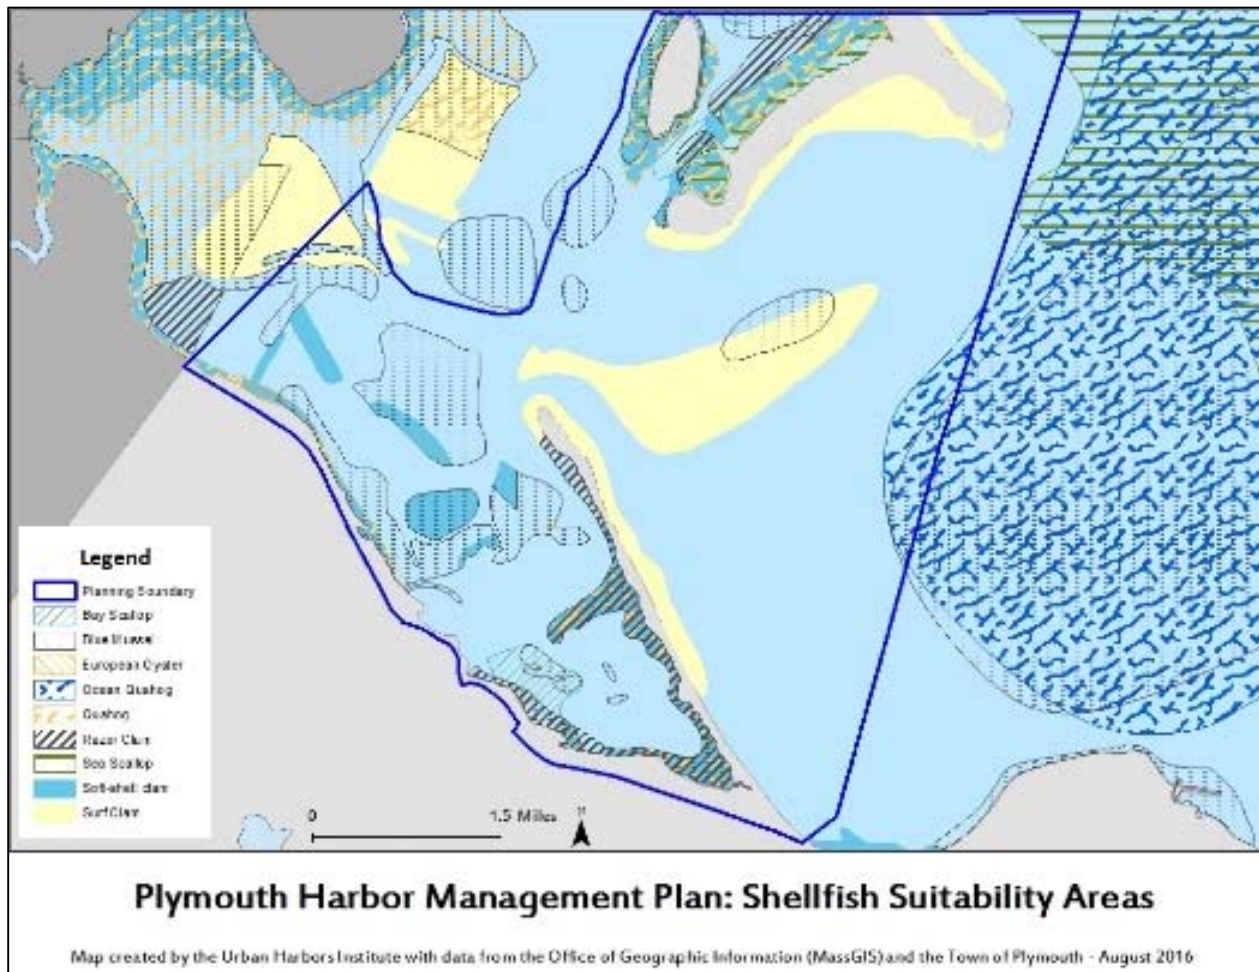 Legend
Planning Boundary
Bay Scallop
Blue Mussel
European Oyster
Ocean Quahog
Quahog
Razor Clam
Sea Scallop
Soft-shell clam
Surf Clam
0 1.5 Miles
N
Plymouth Harbor Management Plan: Shellfish Suitability Areas
Map created by the Urban Harbors Institute with data from the Office of Geographic Information (MassGIS) and the Town of Plymouth - August 2016